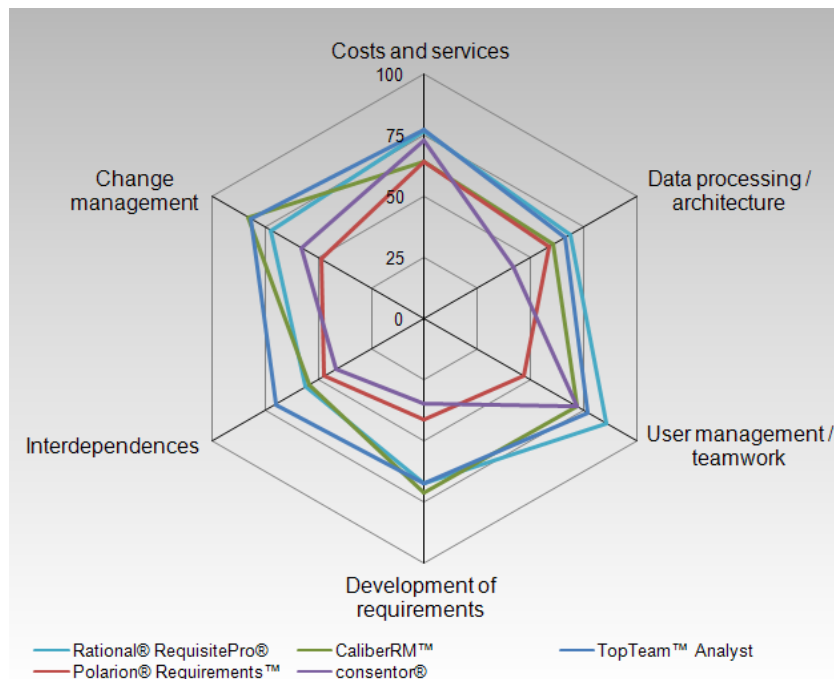 Costs and services
100
75
50
25
0
Change
management
Data processing /
architecture
Interdependences
User management /
teamwork
Development of
requirements
Rational® RequisitePro®
CaliberRM™
TopTeam™ Analyst
Polarion® Requirements™
consentor®